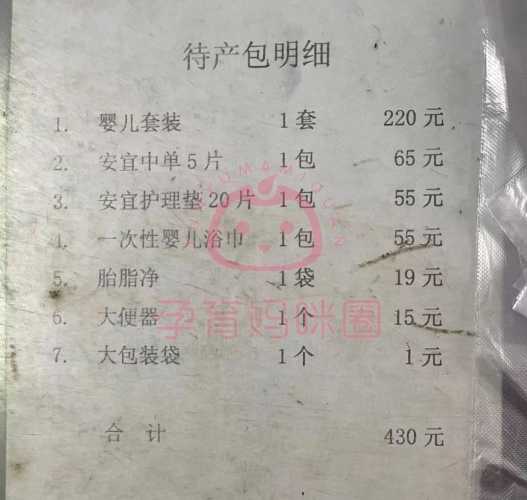 待产包明细
1. 婴儿套装 1套 220元
2. 安宜中单5片 1包 65元
3. 安宜护理垫20片 1包 55元
4. 一次性婴儿浴巾 1包 55元
5. 胎脂净 1袋 19元
6. 大便器 1个 15元
7. 大包装袋 1个 1元
合 计 430元
孕育妈咪圈